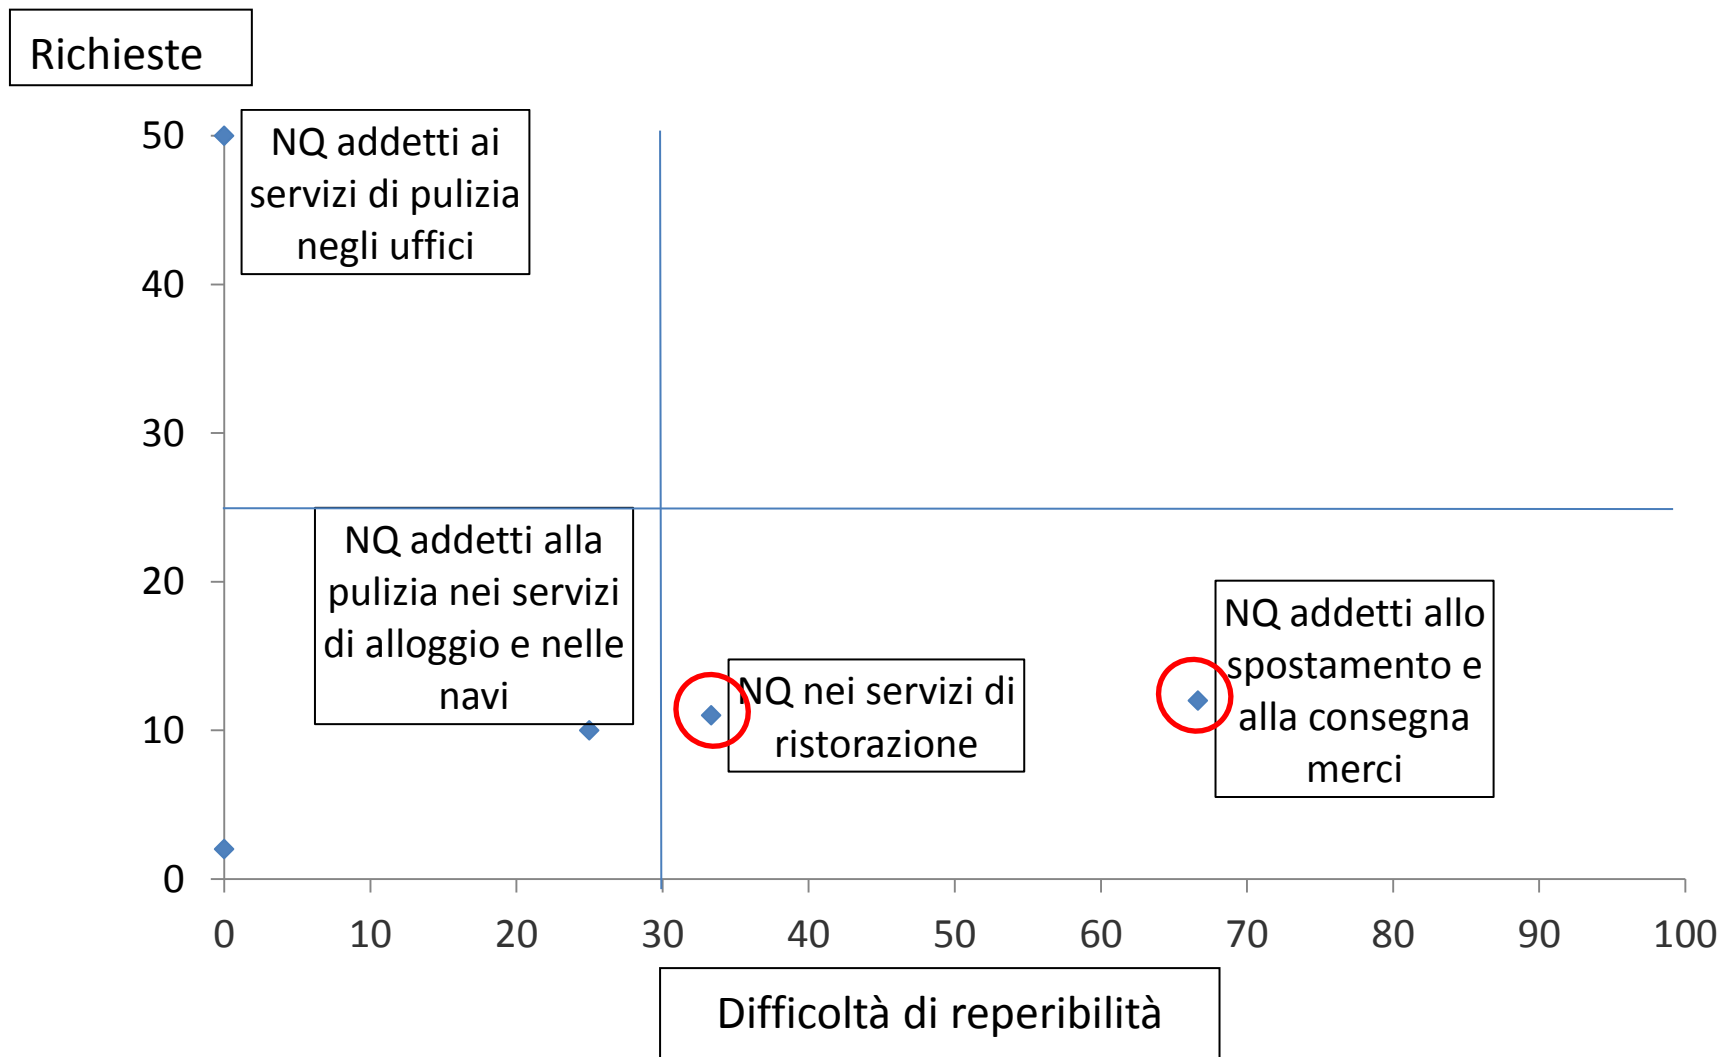 Richieste
50
NQ addetti ai
servizi di pulizia
negli uffici
40
30
NQ addetti alla
pulizia nei servizi
di alloggio e nelle
navi
20
NQ addetti allo
spostamento e
alla consegna
merci
NQ nei servizi di
ristorazione
10
0
0 10 20 30 40 50 60 70 80 90 100
Difficoltà di reperibilità